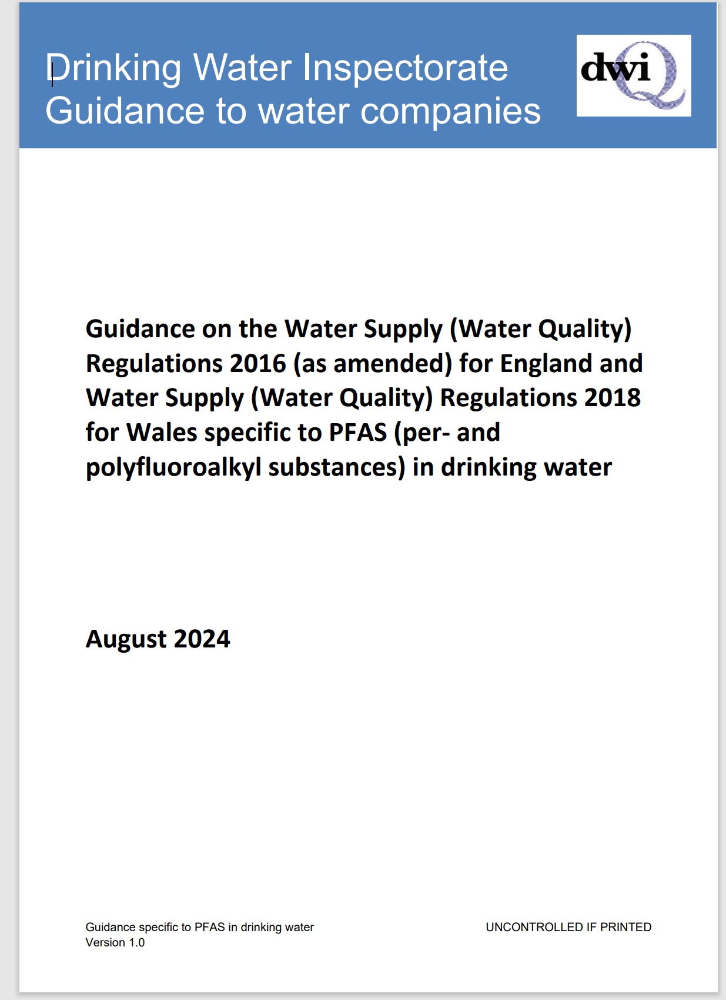 Drinking Water Inspectorate
Guidance to water companies
dwi
Q
Guidance on the Water Supply (Water Quality)
Regulations 2016 (as amended) for England and
Water Supply (Water Quality) Regulations 2018
for Wales specific to PFAS (per- and
polyfluoroalkyl substances) in drinking water
August 2024
Guidance specific to PFAS in drinking water
UNCONTROLLED IF PRINTED
Version 1.0